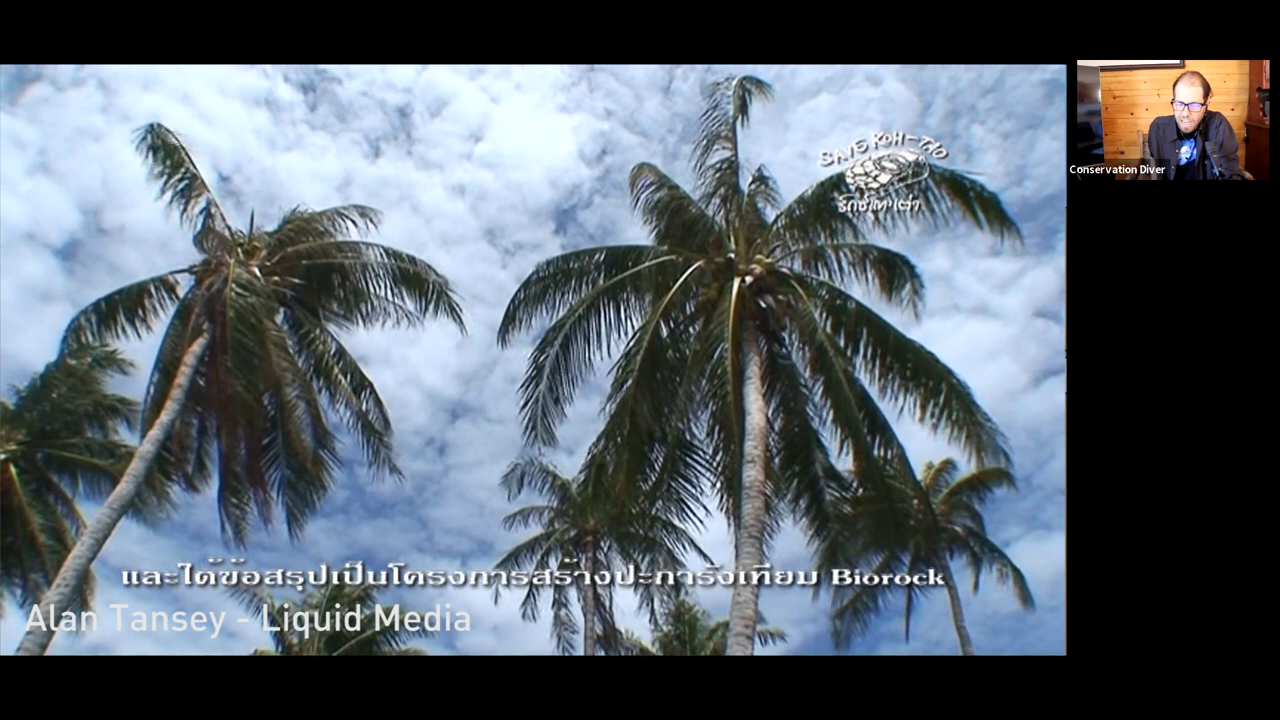 SAVE KOH-TAO
รักษ์เกาะเต่า
Conservation Diver
และได้ข้อสรุปเป็นโครงการสร้างปะการังเทียม Biorock
Alan Tansey - Liquid Media